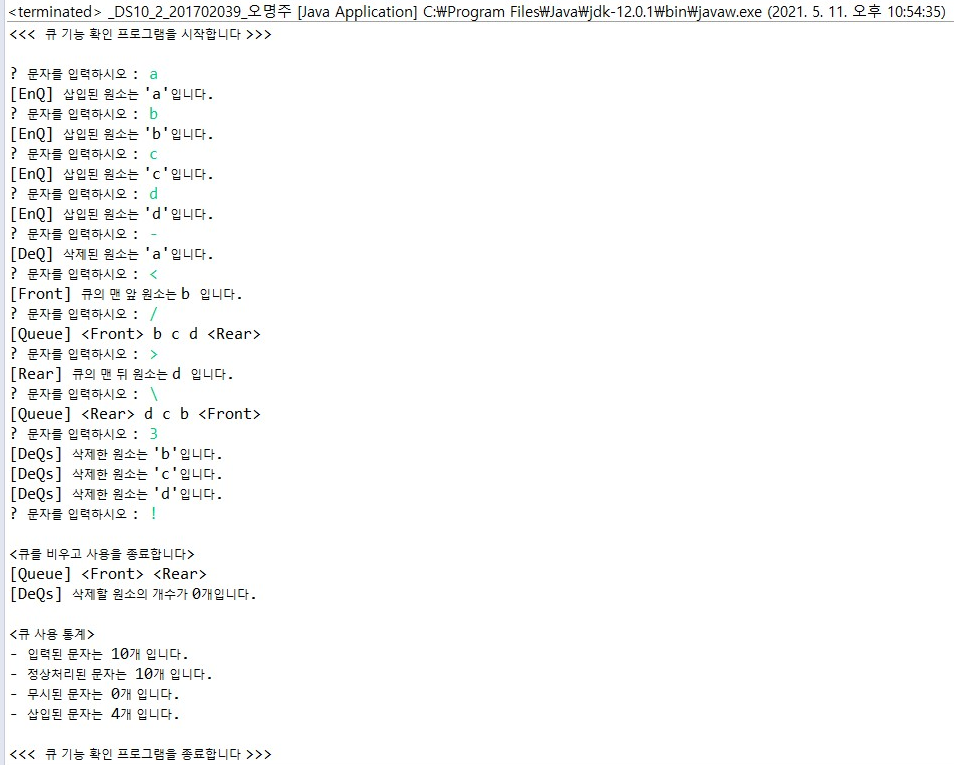 <terminated> _DS10_2_201702039_오명주 [Java Application] C:₩Program Files₩Java₩jdk-12.0.1₩bin₩javaw.exe (2021. 5. 11. 오후 10:54:35)
<<< 큐 기능 확인 프로그램을 시작합니다 >>>
? 문자를 입력하시오 : a
[EnQ] 삽입된 원소는 'a'입니다.
? 문자를 입력하시오 : b
[EnQ] 삽입된 원소는 'b'입니다.
? 문자를 입력하시오 : c
[EnQ] 삽입된 원소는 'c'입니다.
? 문자를 입력하시오 : d
[EnQ] 삽입된 원소는 'd'입니다.
? 문자를 입력하시오 : -
[DeQ] 삭제된 원소는 'a'입니다.
? 문자를 입력하시오 : <
[Front] 큐의 맨 앞 원소는 b 입니다.
? 문자를 입력하시오 : /
[Queue] <Front> b c d <Rear>
? 문자를 입력하시오 : >
[Rear] 큐의 맨 뒤 원소는 d 입니다.
? 문자를 입력하시오 : \
[Queue] <Rear> d c b <Front>
? 문자를 입력하시오 : 3
[DeQs] 삭제한 원소는 'b'입니다.
[DeQs] 삭제한 원소는 'c'입니다.
[DeQs] 삭제한 원소는 'd'입니다.
? 문자를 입력하시오 : !
<큐를 비우고 사용을 종료합니다>
[Queue] <Front> <Rear>
[DeQs] 삭제할 원소의 개수가 0개입니다.
<큐 사용 통계>
- 입력된 문자는 10개 입니다.
- 정상처리된 문자는 10개 입니다.
- 무시된 문자는 0개 입니다.
- 삽입된 문자는 4개 입니다.
<<< 큐 기능 확인 프로그램을 종료합니다 >>>